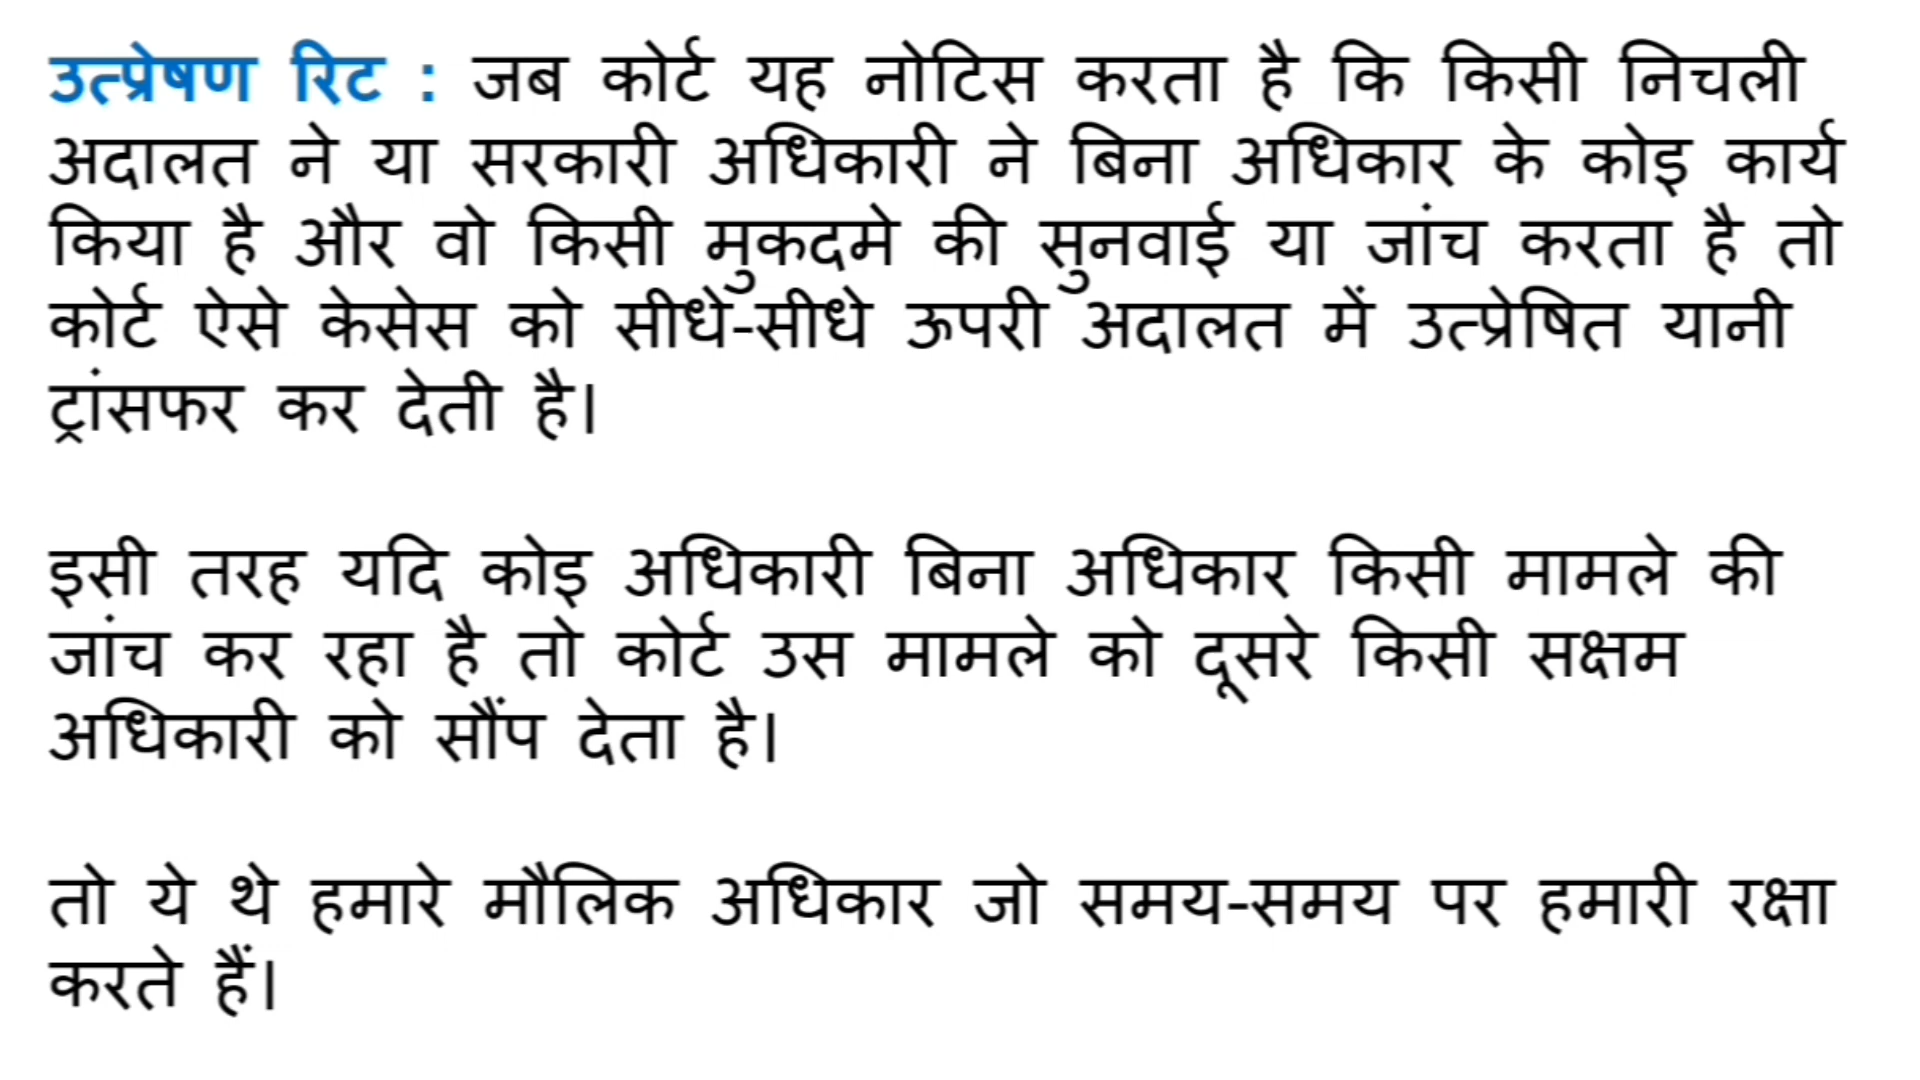 उत्प्रेषण रिट : जब कोर्ट यह नोटिस करता है कि किसी निचली
अदालत ने या सरकारी अधिकारी ने बिना अधिकार के कोइ कार्य
किया है और वो किसी मुकदमे की सुनवाई या जांच करता है तो
कोर्ट ऐसे केसेस को सीधे-सीधे ऊपरी अदालत में उत्प्रेषित यानी
ट्रांसफर कर देती है।
इसी तरह यदि कोइ अधिकारी बिना अधिकार किसी मामले की
जांच कर रहा है तो कोर्ट उस मामले को दूसरे किसी सक्षम
अधिकारी को सौंप देता है।
तो ये थे हमारे मौलिक अधिकार जो समय-समय पर हमारी रक्षा
करते हैं।